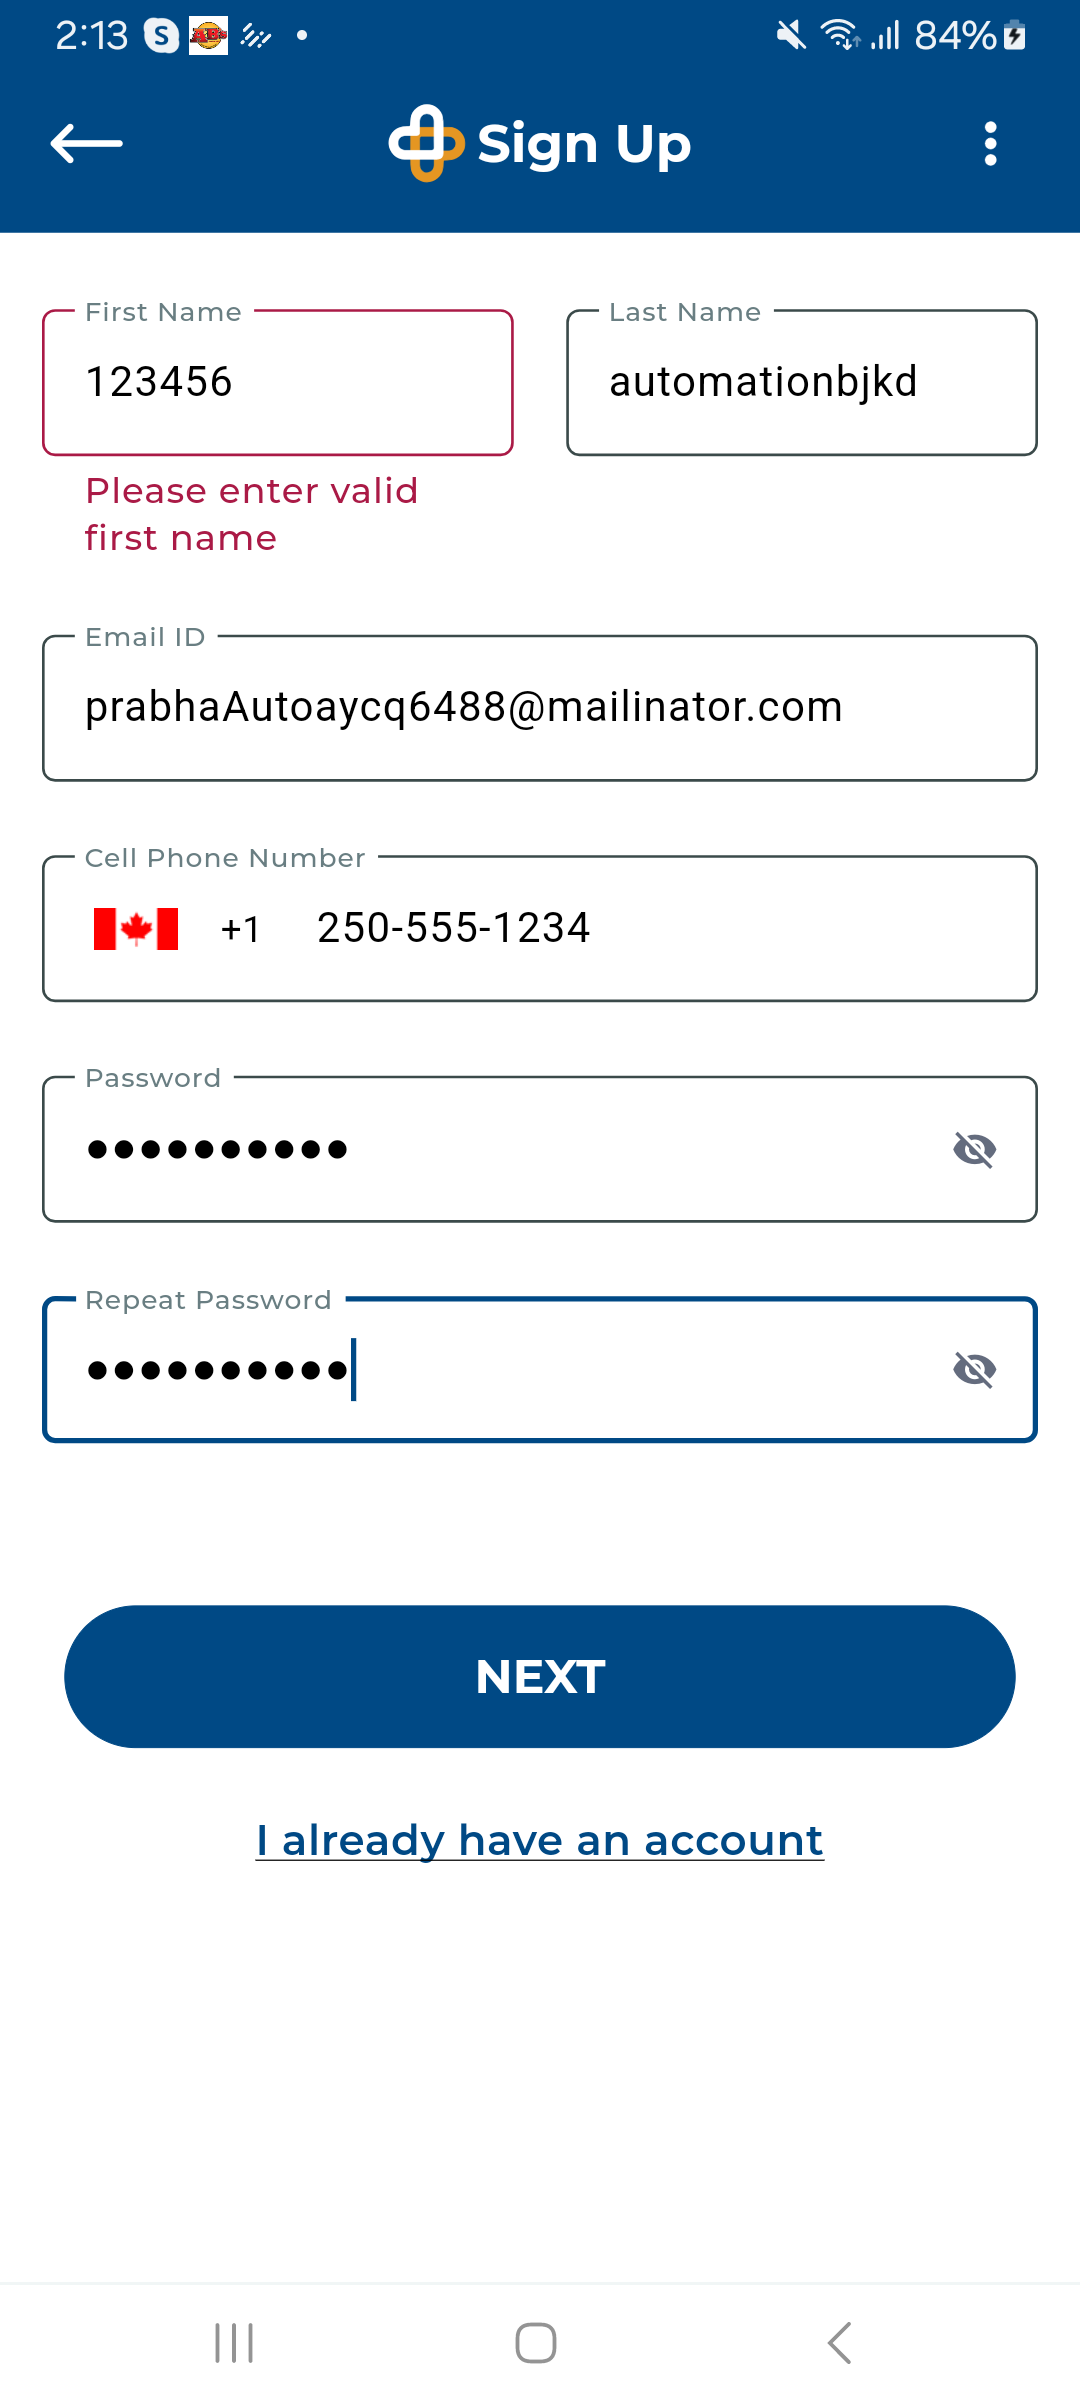 2:13 S AB's 84%
Sign Up
First Name
Last Name
123456
automationbjkd
Please enter valid
first name
Email ID
prabhaAutoaycq6488@mailinator.com
Cell Phone Number
+1 250-555-1234
Password
••••••••••
Repeat Password
••••••••••
NEXT
I already have an account